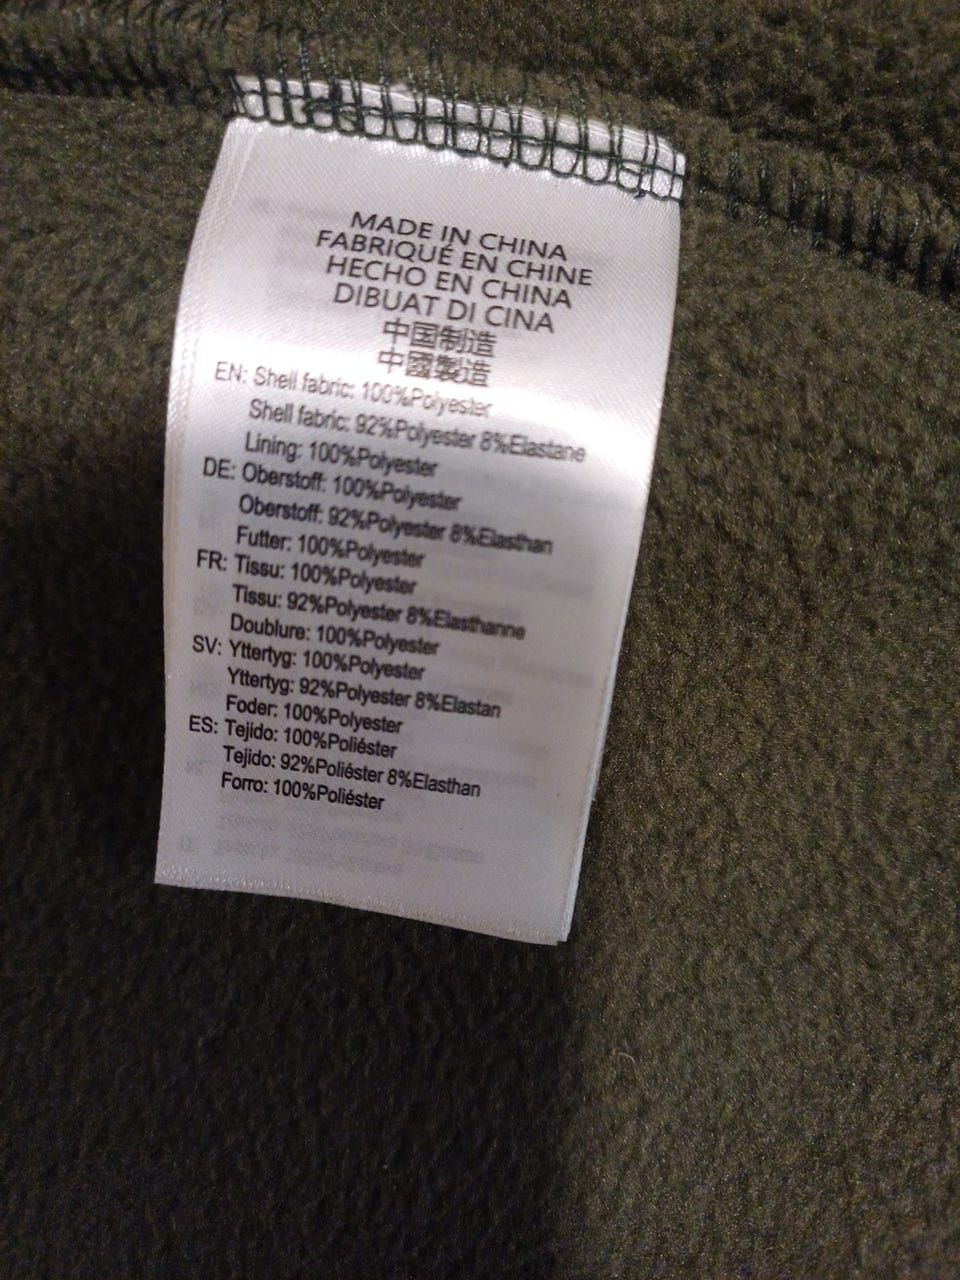 MADE IN CHINA
FABRIQUÉ EN CHINE
HECHO EN CHINA
DIBUAT DI CINA
中国制造
中國製造
EN: Shell fabric: 100%Polyester
Shell fabric: 92%Polyester 8%Elastane
Lining: 100%Polyester
DE: Oberstoff: 100%Polyester
Oberstoff: 92%Polyester 8%Elasthan
Futter: 100%Polyester
FR: Tissu: 100%Polyester
Tissu: 92%Polyester 8%Elasthanne
Doublure: 100%Polyester
SV: Yttertyg: 100%Polyester
Yttertyg: 92%Polyester 8%Elastan
Foder: 100%Polyester
ES: Tejido: 100%Poliéster
Tejido: 92%Poliéster 8%Elasthan
Forro: 100%Poliéster